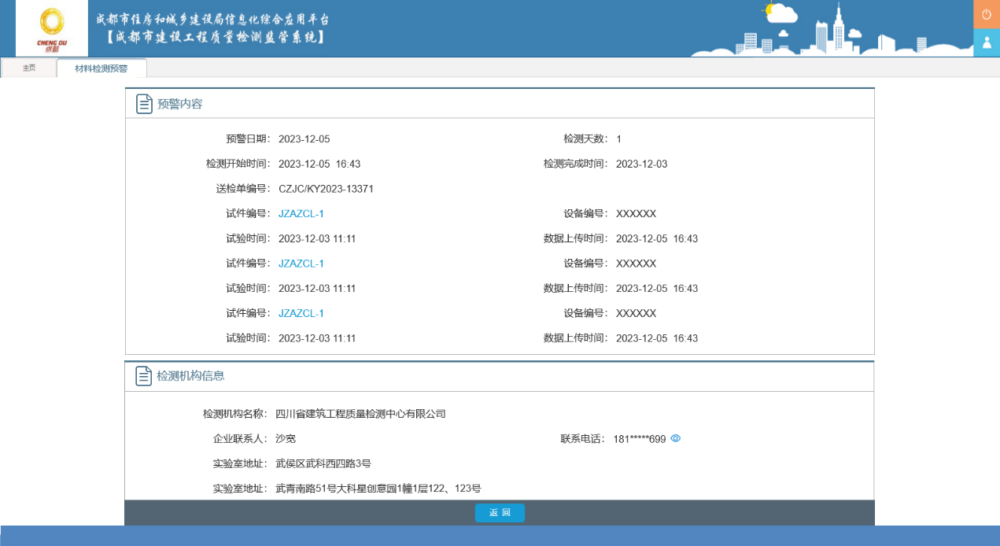 成都市住房和城乡建设局信息化综合应用平台
【成都市建设工程质量检测监管系统】
CHENG DU
成都
主页 材料检测预警
预警内容
预警日期： 2023-12-05 检测天数： 1
检测开始时间： 2023-12-05 16:43 检测完成时间： 2023-12-03
送检单编号： CZJC/KY2023-13371
试件编号： JZAZCL-1 设备编号： XXXXXX
试验时间： 2023-12-03 11:11 数据上传时间： 2023-12-05 16:43
试件编号： JZAZCL-1 设备编号： XXXXXX
试验时间： 2023-12-03 11:11 数据上传时间： 2023-12-05 16:43
试件编号： JZAZCL-1 设备编号： XXXXXX
试验时间： 2023-12-03 11:11 数据上传时间： 2023-12-05 16:43
检测机构信息
检测机构名称： 四川省建筑工程质量检测中心有限公司
企业联系人： 沙宽 联系电话： 181*****699
实验室地址： 武侯区武科西四路3号
实验室地址： 武青南路51号大科星创意园1幢1层122、123号
返 回